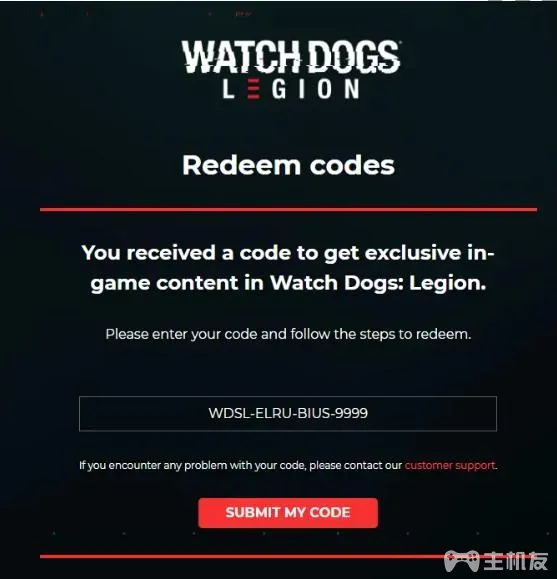 WATCH DOGS
LEGION
Redeem codes
You received a code to get exclusive in-
game content in Watch Dogs: Legion.
Please enter your code and follow the steps to redeem.
WDSL-ELRU-BIUS-9999
If you encounter any problem with your code, please contact our customer support.
SUBMIT MY CODE
主机友